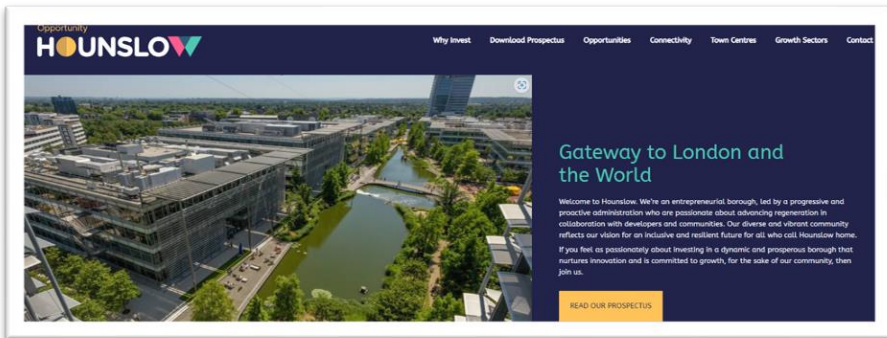 Opportunity
HOUNSLOW
Why Invest Download Prospectus Opportunities Connectivity Town Centres Growth Sectors Contact
Gateway to London and
the World
Welcome to Hounslow. We're an entrepreneurial borough, led by a progressive and
proactive administration who are passionate about advancing regeneration in
collaboration with developers and communities. Our diverse and vibrant community
reflects our vision for an inclusive and resilient future for all who call Hounslow home.
If you feel as passionately about investing in a dynamic and prosperous borough that
nurtures innovation and is committed to growth, for the sake of our community, then
join us.
READ OUR PROSPECTUS